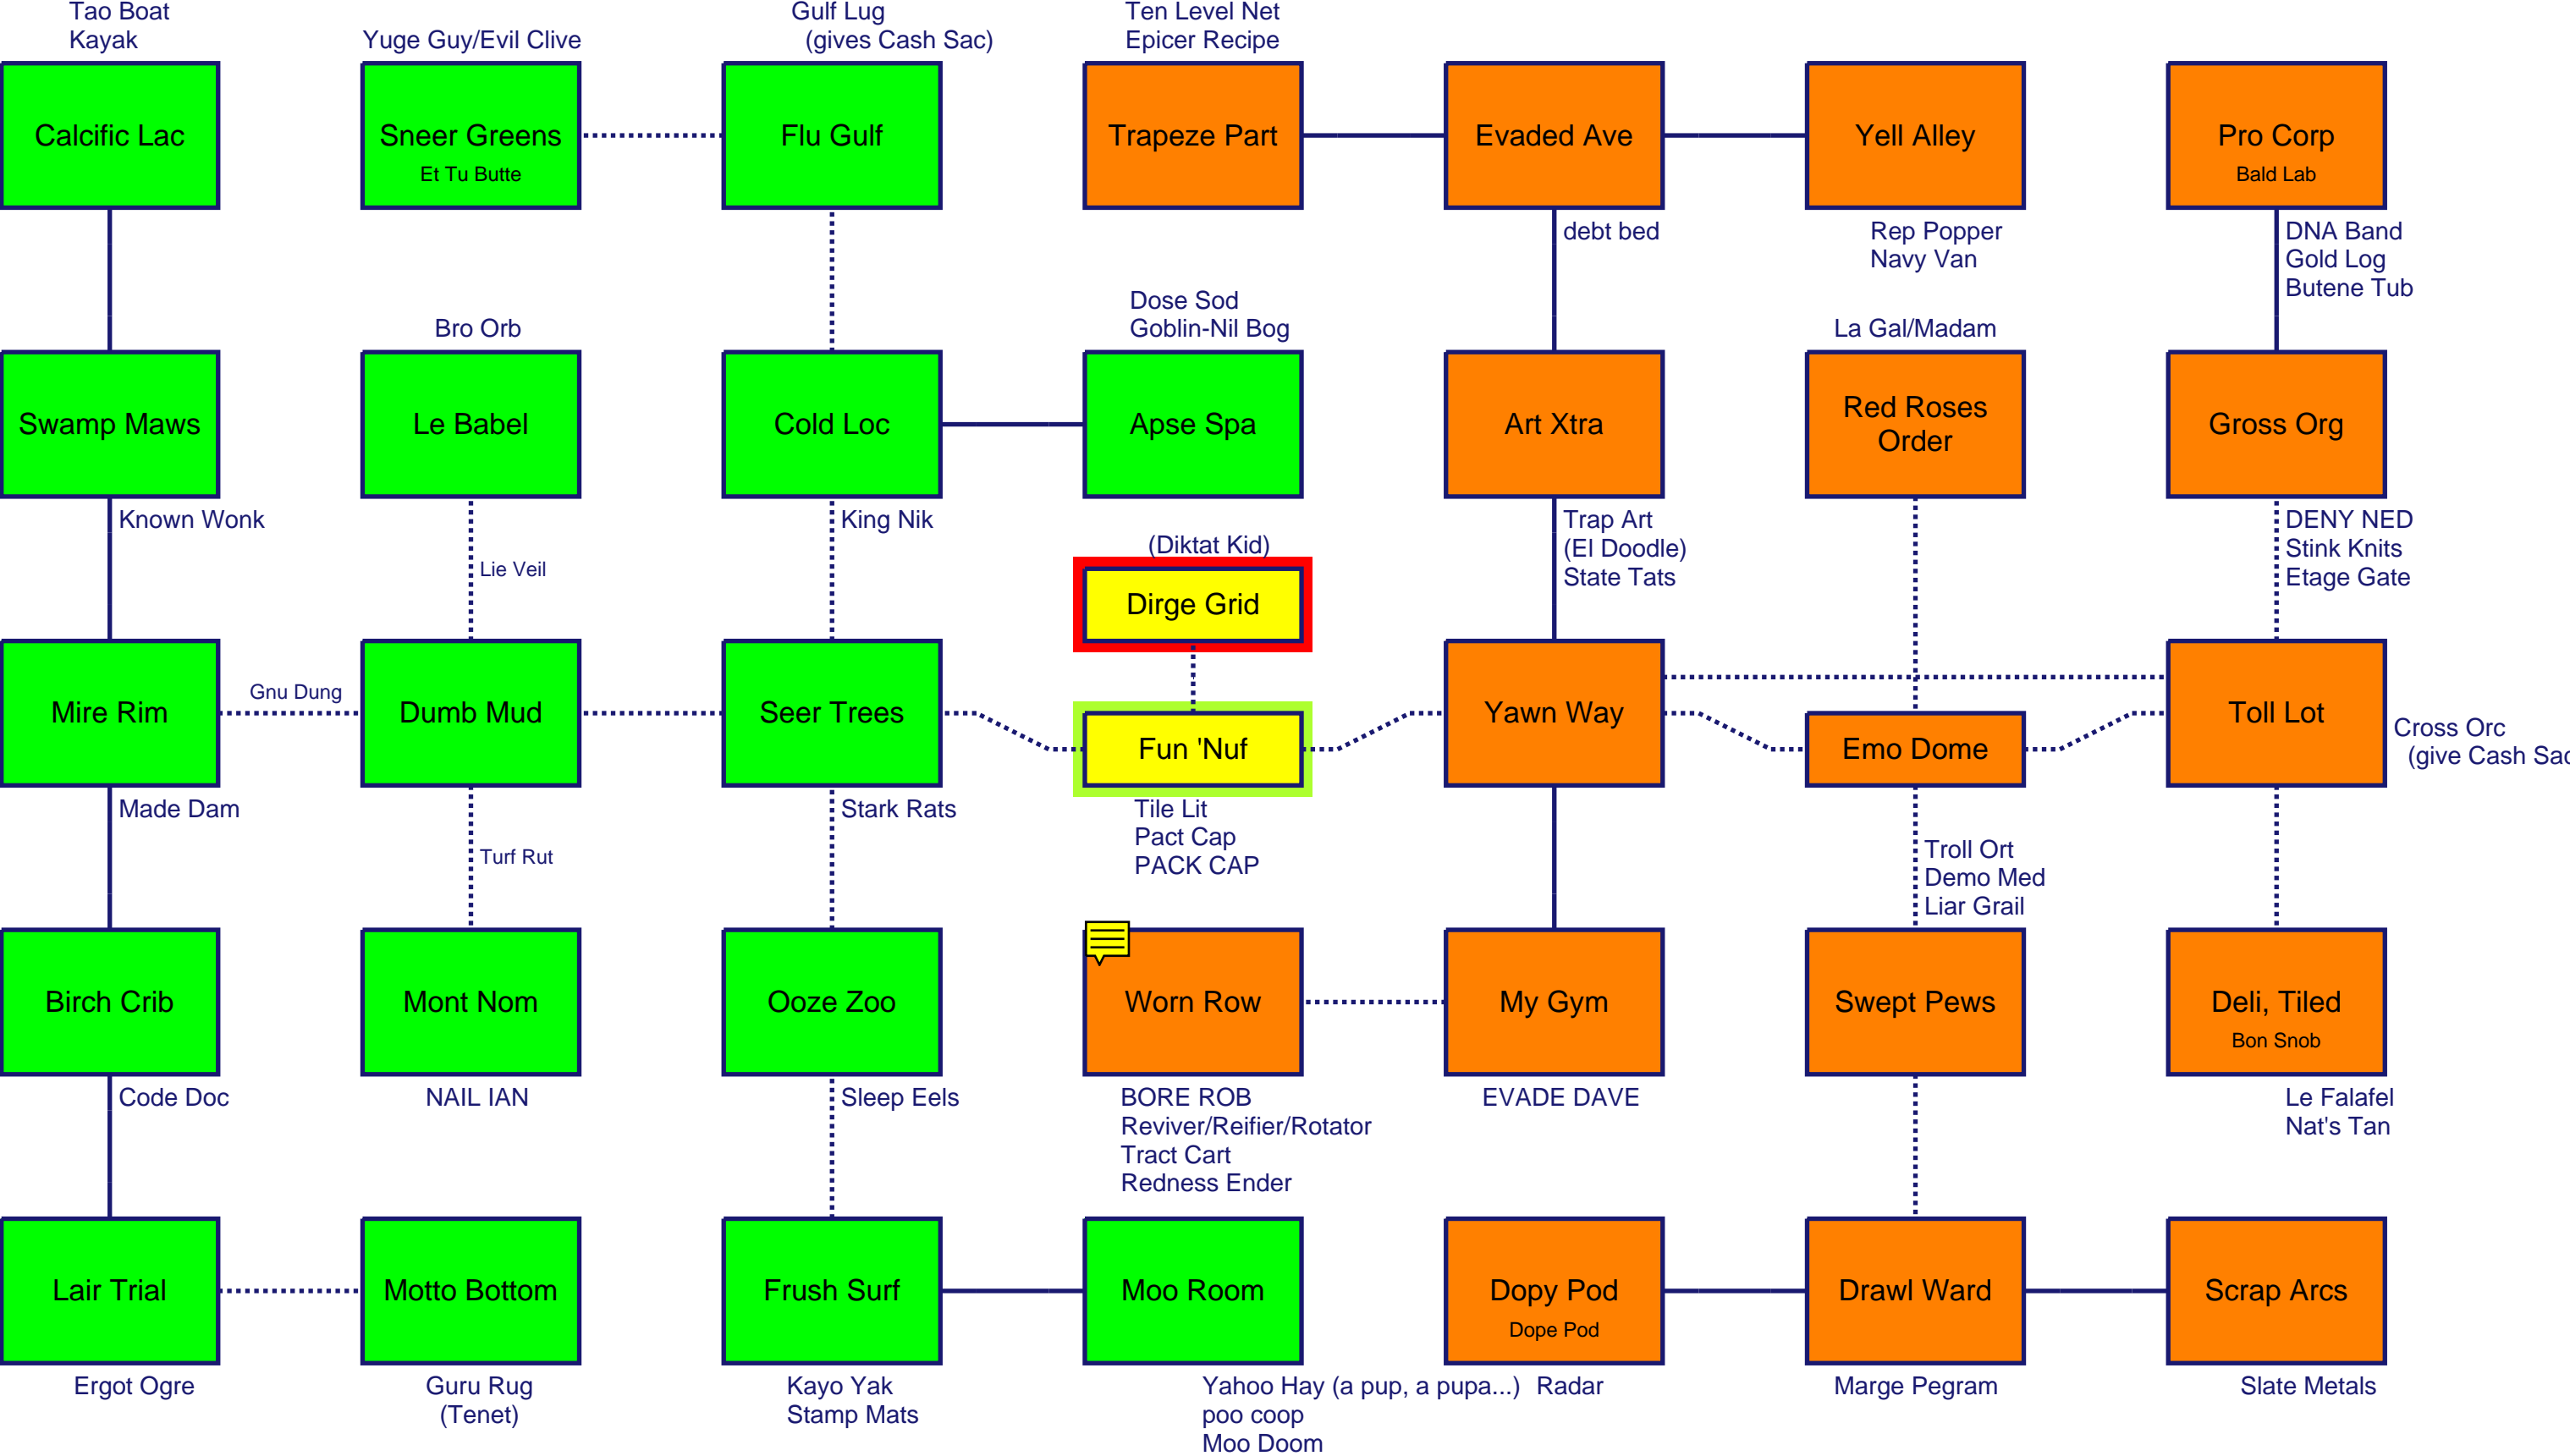 Tao Boat
Kayak
Yuge Guy/Evil Clive
Gulf Lug
(gives Cash Sac)
Ten Level Net
Epicer Recipe
Calcific Lac
Sneer Greens
Et Tu Butte
Flu Gulf
Trapeze Part
Evaded Ave
Yell Alley
Pro Corp
Bald Lab
debt bed
Rep Popper
Navy Van
DNA Band
Gold Log
Butene Tub
Bro Orb
Dose Sod
Goblin-Nil Bog
La Gal/Madam
Swamp Maws
Le Babel
Cold Loc
Apse Spa
Art Xtra
Red Roses
Order
Gross Org
Known Wonk
Lie Veil
King Nik
(Diktat Kid)
Trap Art
(El Doodle)
State Tats
DENY NED
Stink Knits
Etage Gate
Dirge Grid
Mire Rim
Gnu Dung
Dumb Mud
Seer Trees
Fun 'Nuf
Yawn Way
Emo Dome
Toll Lot
Cross Orc
(give Cash Sac
Made Dam
Turf Rut
Stark Rats
Tile Lit
Pact Cap
PACK CAP
Troll Ort
Demo Med
Liar Grail
Birch Crib
Mont Nom
Ooze Zoo
Worn Row
My Gym
Swept Pews
Deli, Tiled
Bon Snob
Code Doc
NAIL IAN
Sleep Eels
BORE ROB
Reviver/Reifier/Rotator
Tract Cart
Redness Ender
EVADE DAVE
Le Falafel
Nat's Tan
Lair Trial
Motto Bottom
Frush Surf
Moo Room
Dopy Pod
Dope Pod
Drawl Ward
Scrap Arcs
Ergot Ogre
Guru Rug
(Tenet)
Kayo Yak
Stamp Mats
Yahoo Hay (a pup, a pupa...)
poo coop
Moo Doom
Radar
Marge Pegram
Slate Metals